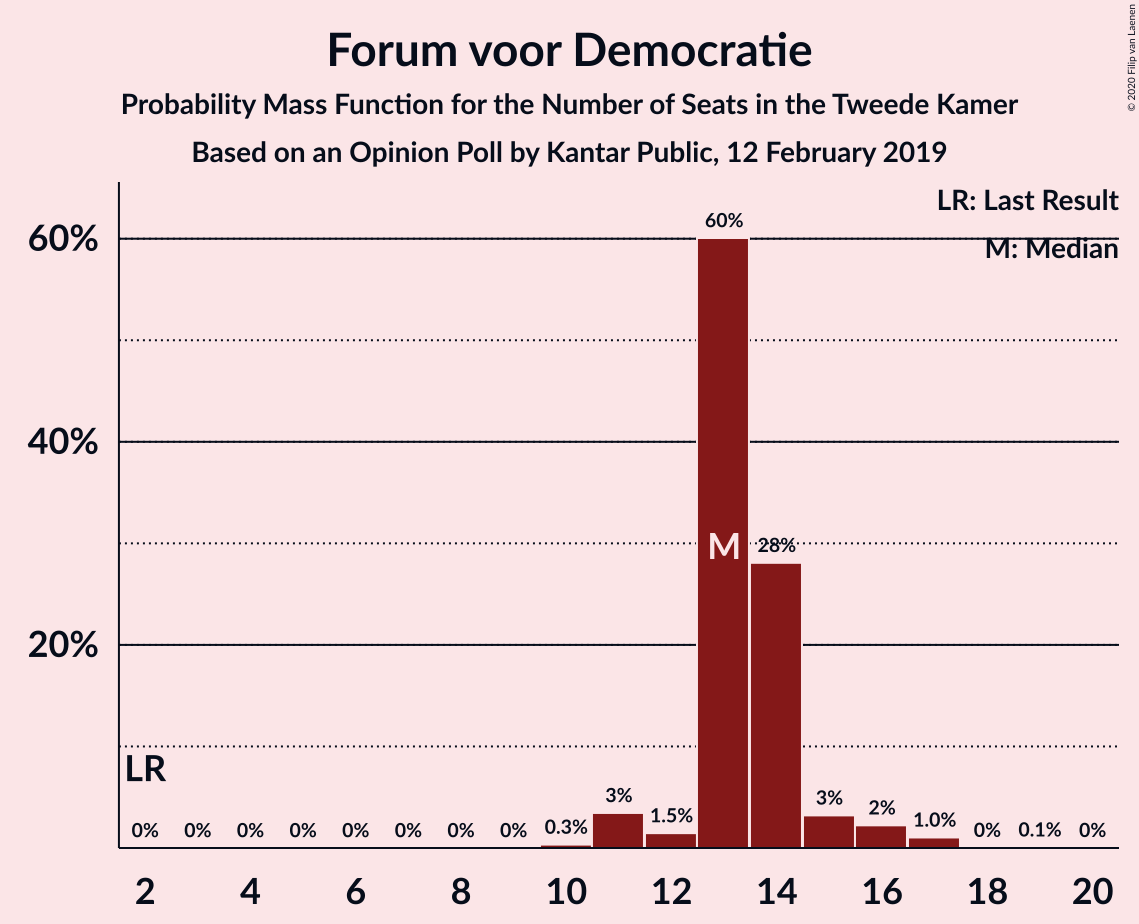 Forum voor Democratie
Probability Mass Function for the Number of Seats in the Tweede Kamer
Based on an Opinion Poll by Kantar Public, 12 February 2019
© 2020 Filip van Laenen
LR: Last Result
M: Median
60%
40%
20%
60%
M
28%
LR
0% 0% 0% 0% 0% 0% 0% 0% 0.3% 3% 1.5% 3% 2% 1.0% 0% 0.1% 0%
2 4 6 8 10 12 14 16 18 20